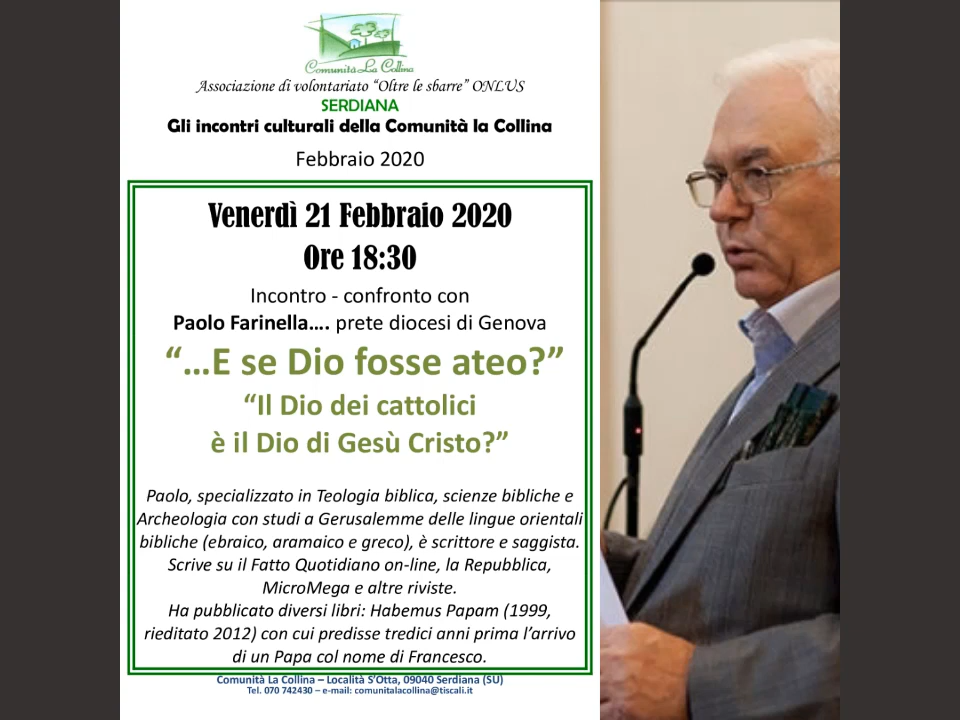 Comunità La Collina
Associazione di volontariato “Oltre le sbarre” ONLUS
SERDIANA
Gli incontri culturali della Comunità la Collina
Febbraio 2020
Venerdì 21 Febbraio 2020
Ore 18:30
Incontro - confronto con
Paolo Farinella…. prete diocesi di Genova
“…E se Dio fosse ateo?”
“Il Dio dei cattolici
è il Dio di Gesù Cristo?”
Paolo, specializzato in Teologia biblica, scienze bibliche e
Archeologia con studi a Gerusalemme delle lingue orientali
bibliche (ebraico, aramaico e greco), è scrittore e saggista.
Scrive su il Fatto Quotidiano on-line, la Repubblica,
MicroMega e altre riviste.
Ha pubblicato diversi libri: Habemus Papam (1999,
rieditato 2012) con cui predisse tredici anni prima l’arrivo
di un Papa col nome di Francesco.
Comunità La Collina – Località S’Otta, 09040 Serdiana (SU)
Tel. 070 742430 – e-mail: comunitalacollina@tiscali.it